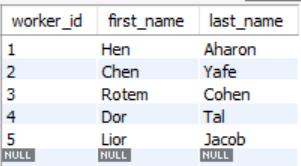 worker_id first_name last_name
1 Hen Aharon
2 Chen Yafe
3 Rotem Cohen
4 Dor Tal
5 Lior Jacob
NULL NULL NULL